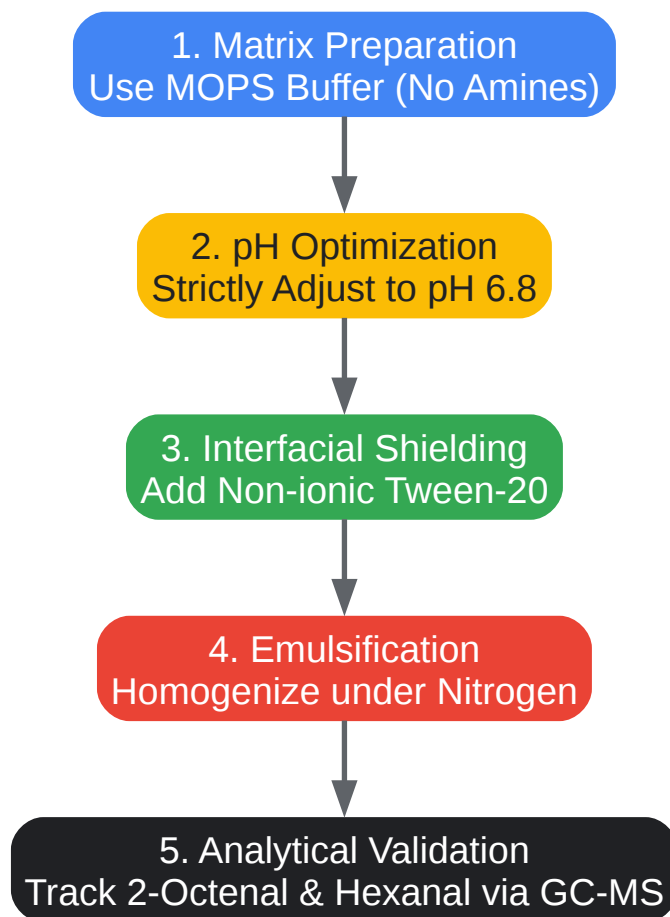 1. Matrix Preparation
Use MOPS Buffer (No Amines)
2. pH Optimization
Strictly Adjust to pH 6.8
3. Interfacial Shielding
Add Non-ionic Tween-20
4. Emulsification
Homogenize under Nitrogen
5. Analytical Validation
Track 2-Octenal & Hexanal via GC-MS